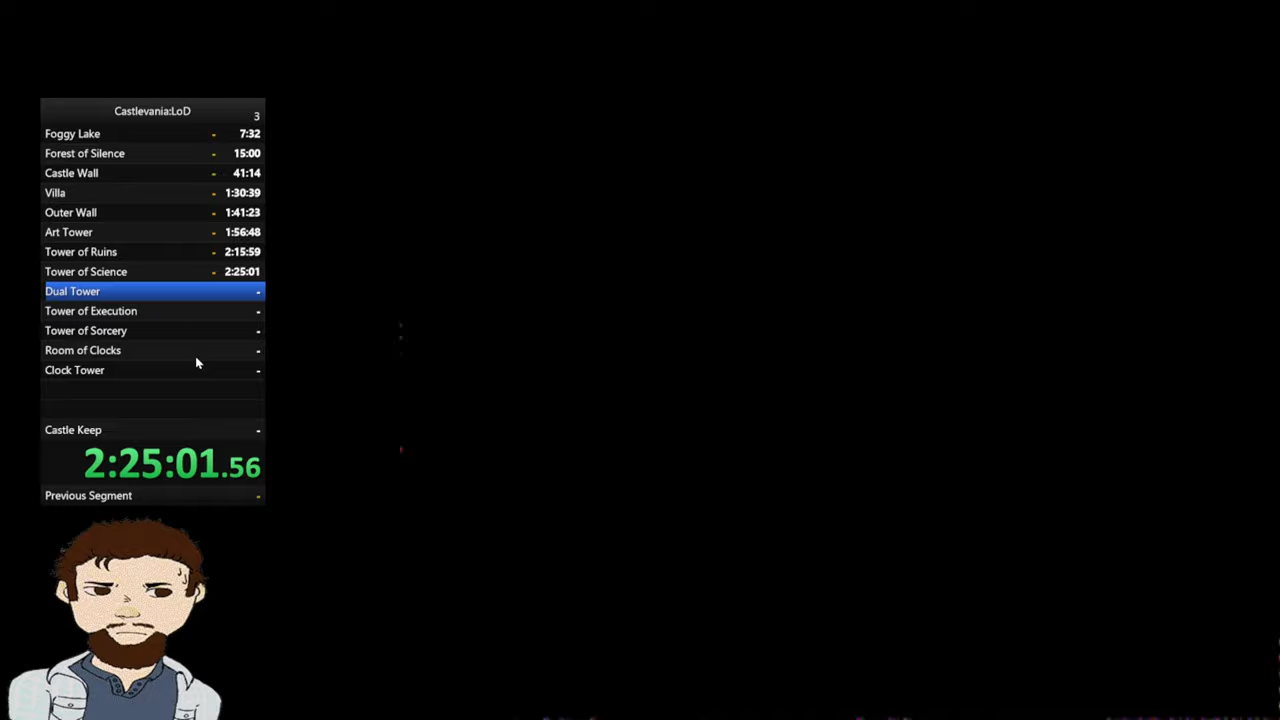 Castlevania:LoD
3
Foggy Lake - 7:32
Forest of Silence - 15:00
Castle Wall - 41:14
Villa - 1:30:39
Outer Wall - 1:41:23
Art Tower - 1:56:48
Tower of Ruins - 2:15:59
Tower of Science - 2:25:01
Dual Tower -
Tower of Execution -
Tower of Sorcery -
Room of Clocks -
Clock Tower -
Castle Keep -
2:25:01.56
Previous Segment -